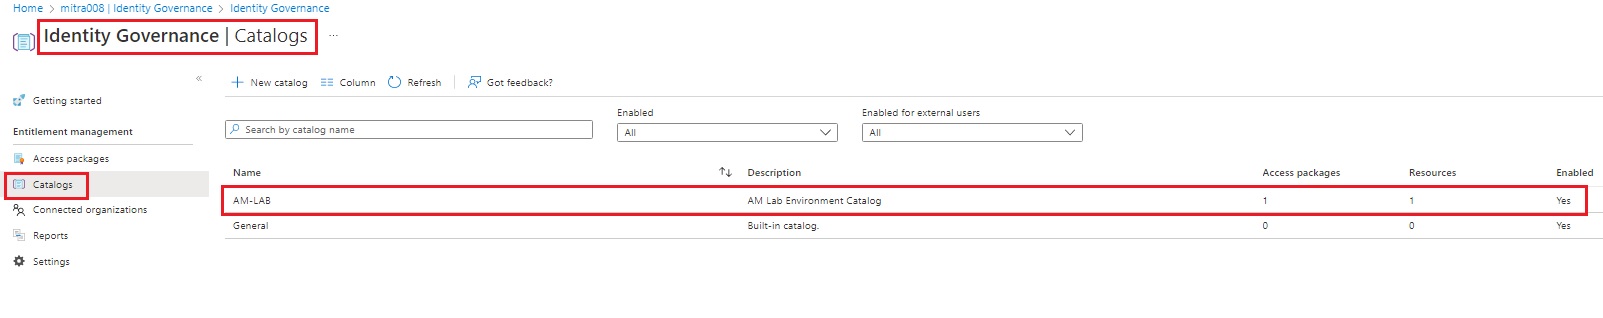 Home > mitra008 | Identity Governance > Identity Governance
Identity Governance | Catalogs ...
«
Getting started
Entitlement management
Access packages
Catalogs
Connected organizations
Reports
Settings
New catalog Column Refresh Got feedback?
Enabled Enabled for external users
Search by catalog name All All
Name Description Access packages Resources Enabled
AM-LAB AM Lab Environment Catalog 1 1 Yes
General Built-in catalog. 0 0 Yes